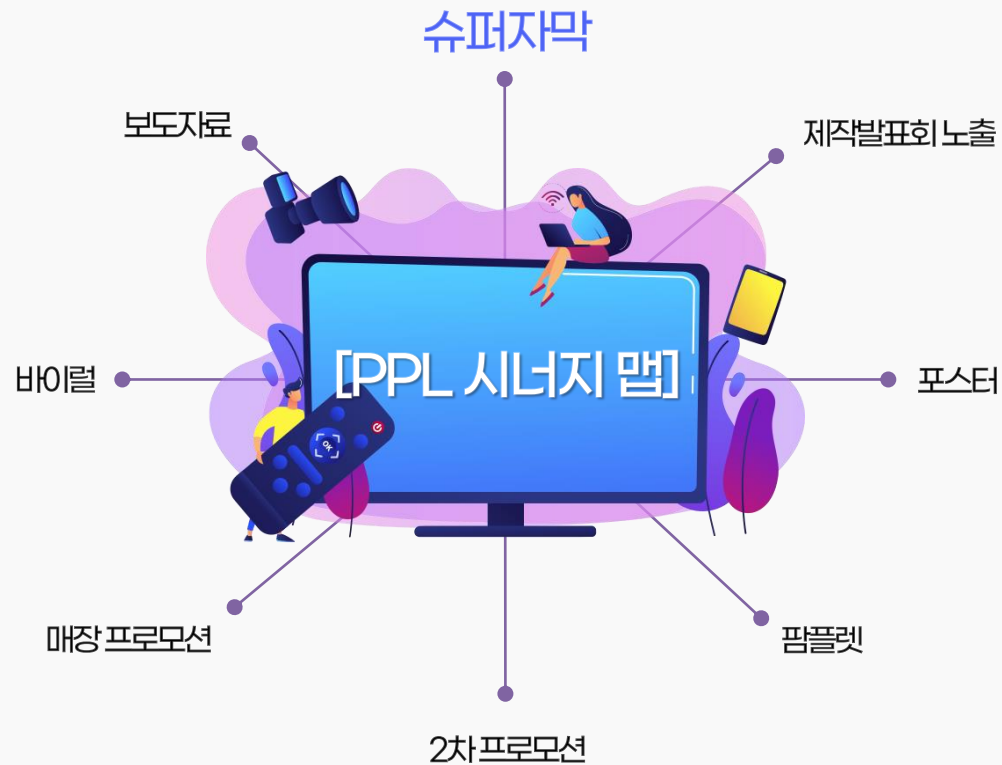 슈퍼자막
보도자료
제작발표회 노출
바이럴
[PPL 시너지 맵]
포스터
OK
매장 프로모션
팜플렛
2차 프로모션